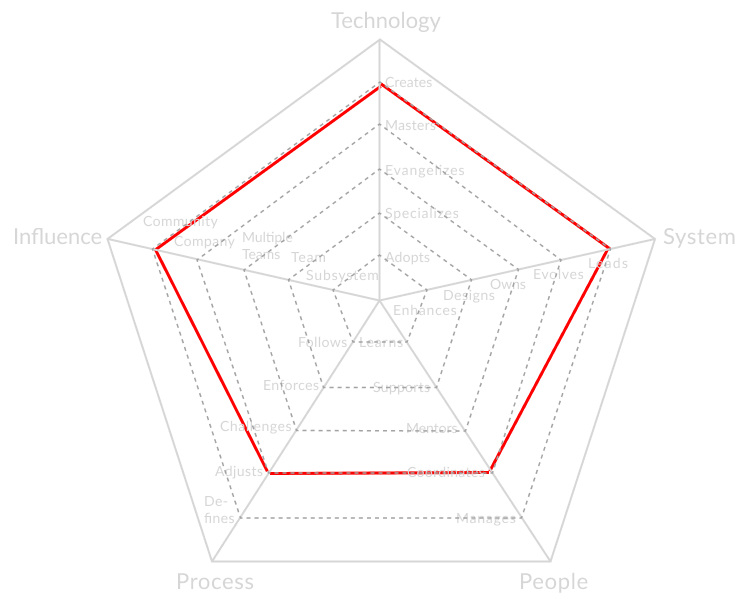 Technology
Creates
Masters
Evangelizes
Specializes
Adopts
Community
Company
Multiple
Teams
Team
Subsystem
Influence
System
Leads
Evolves
Owns
Designs
Enhances
Follows
Learns
Enforces
Supports
Challenges
Mentors
Adjusts
Coordinates
De-
fines
Manages
Process
People